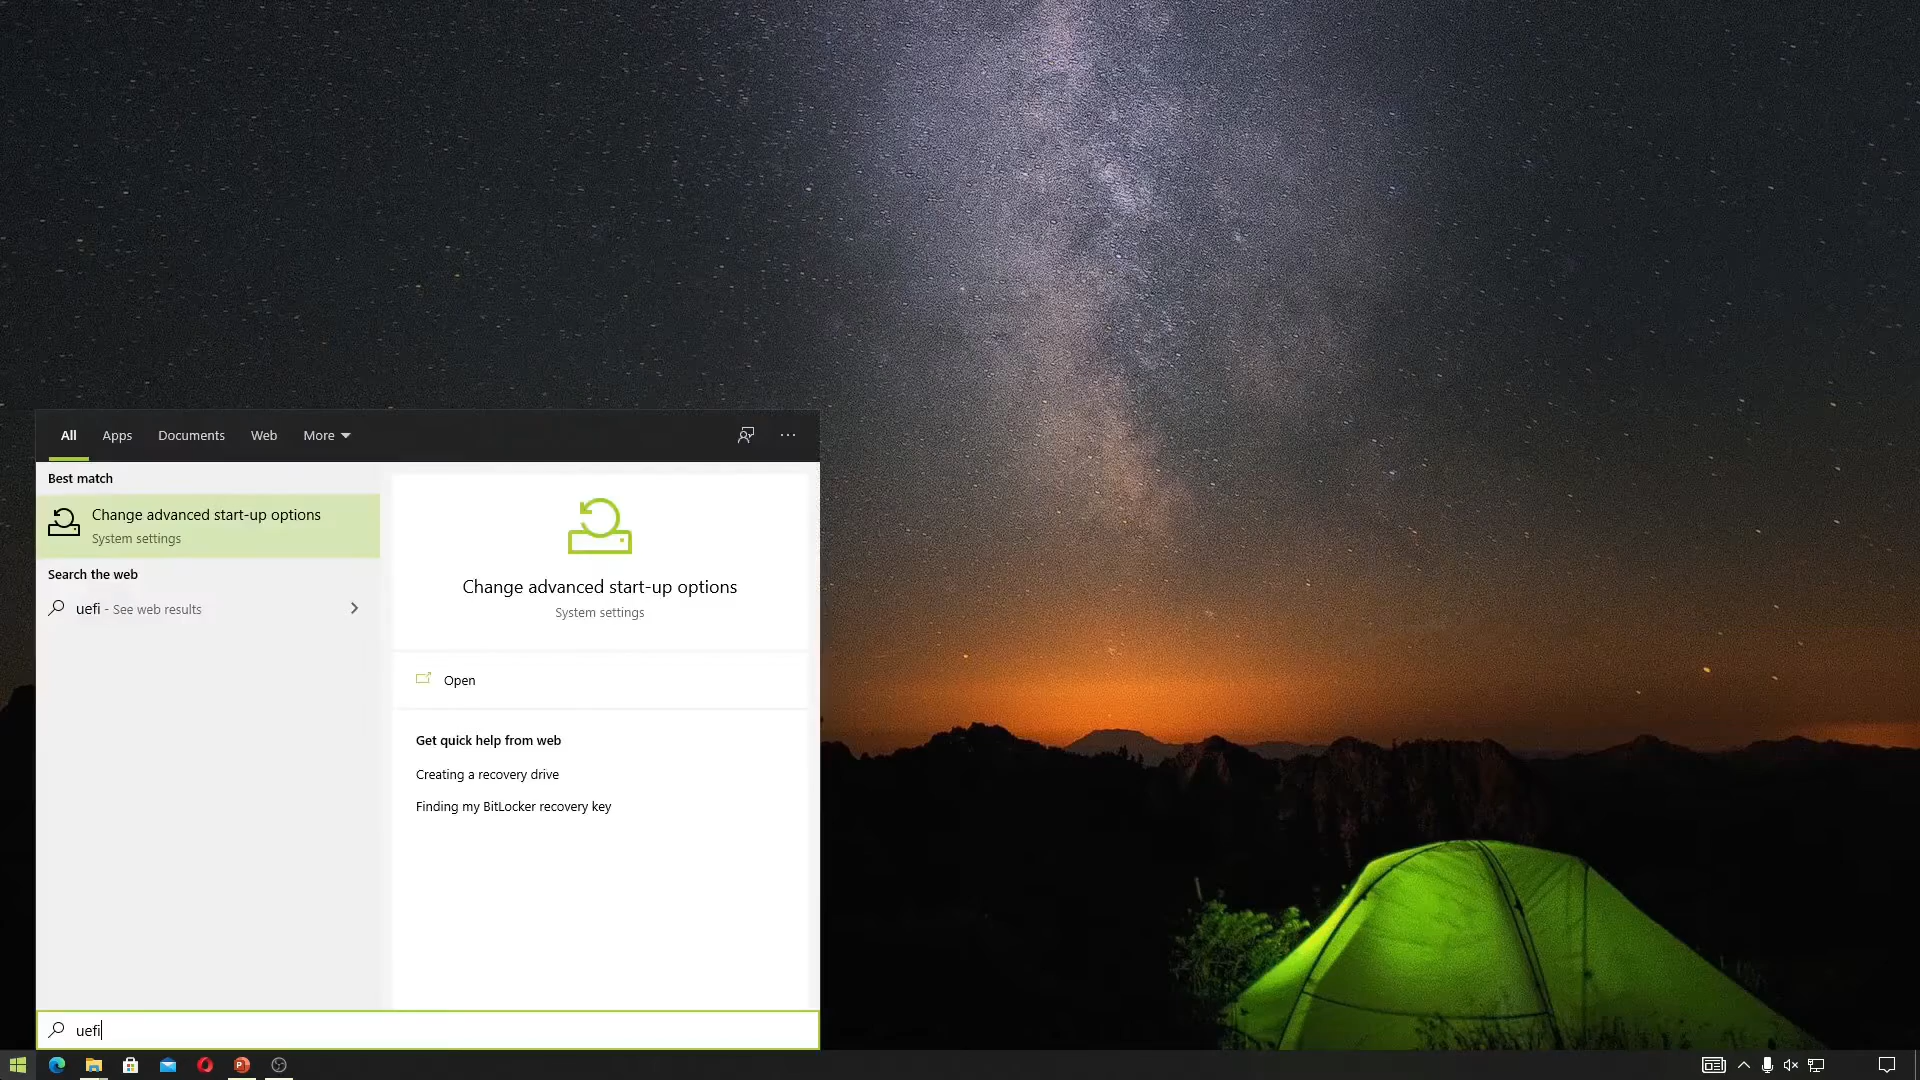 All Apps Documents Web More
Best match
Change advanced start-up options
System settings
Search the web
uefi - See web results
Change advanced start-up options
System settings
Open
Get quick help from web
Creating a recovery drive
Finding my BitLocker recovery key
uefi